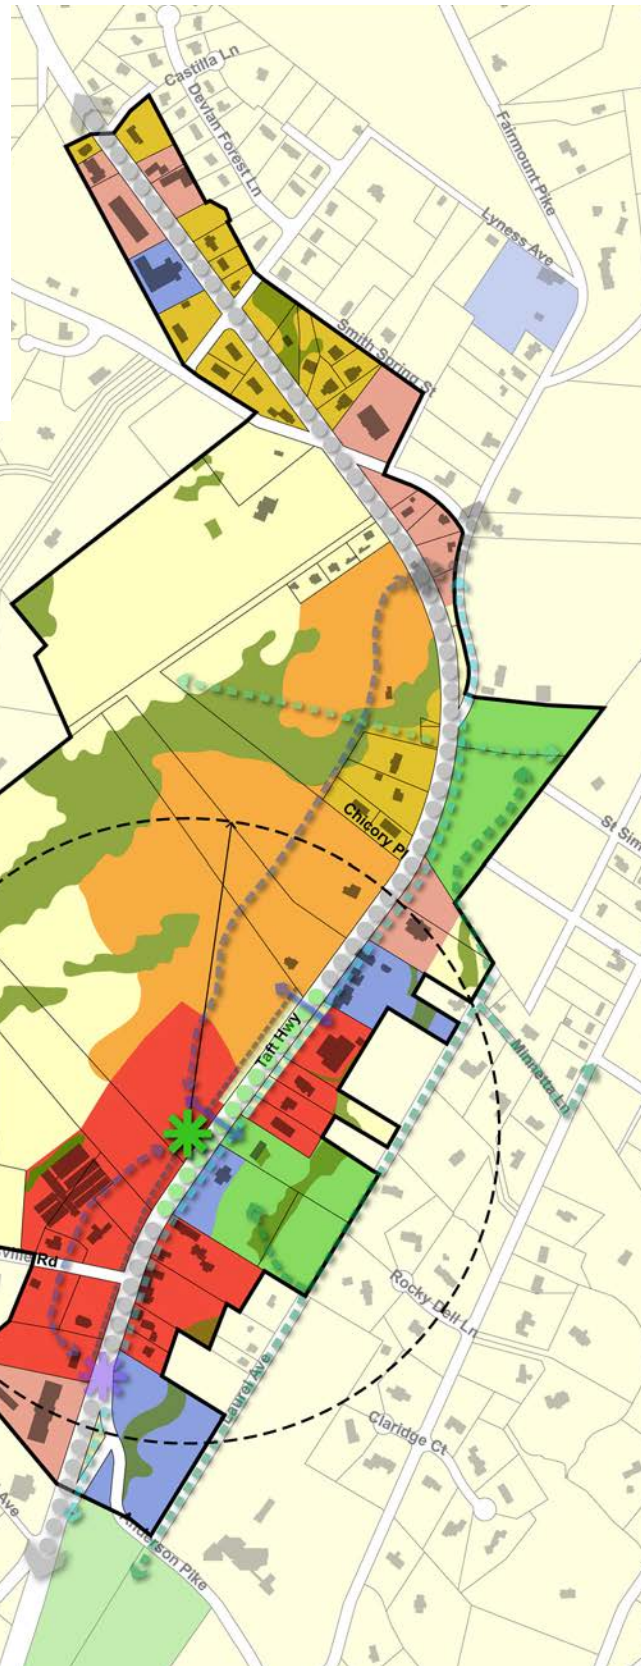 Castilla Ln
Devlan Forest Ln
Fairmount Pike
Lyness Ave
Smith Spring St
Chicory Pl
St Sim
Taft Hwy
Minnetta Ln
ville Rd
Rocky Dell Ln
Laurel Ave
Claridge Ct
Ave
Anderson Pike